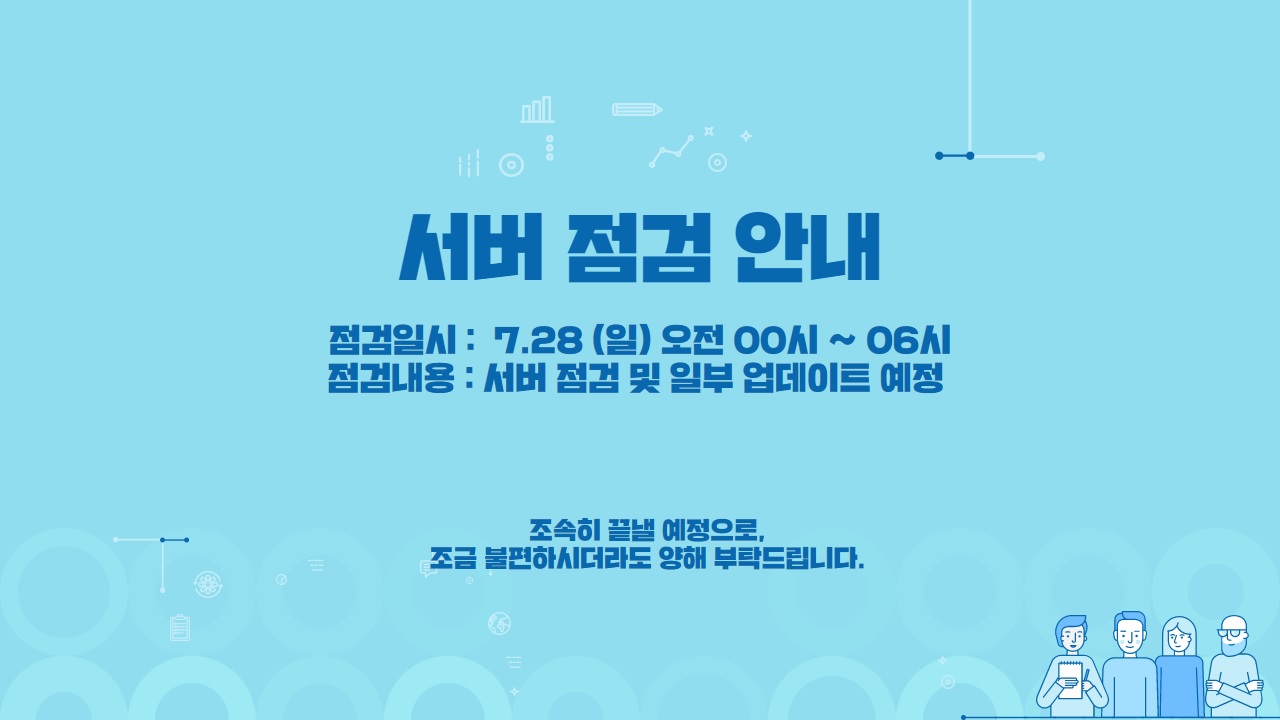 서버 점검 안내
점검일시 : 7.28 (일) 오전 00시 ~ 06시
점검내용 : 서버 점검 및 일부 업데이트 예정
조속히 끝낼 예정으로,
조금 불편하시더라도 양해 부탁드립니다.